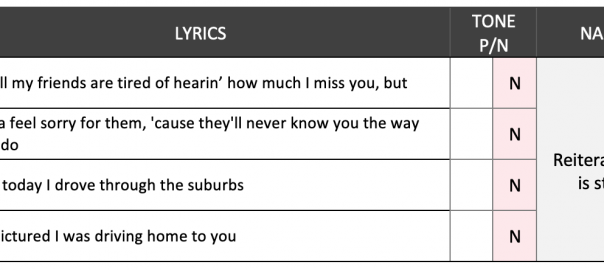 LYRICS
TONE
P/N
NA
ll my friends are tired of hearin’ how much I miss you, but
N
a feel sorry for them, 'cause they'll never know you the way
do
N
today I drove through the suburbs
N
ictured I was driving home to you
N
Reitera
is st